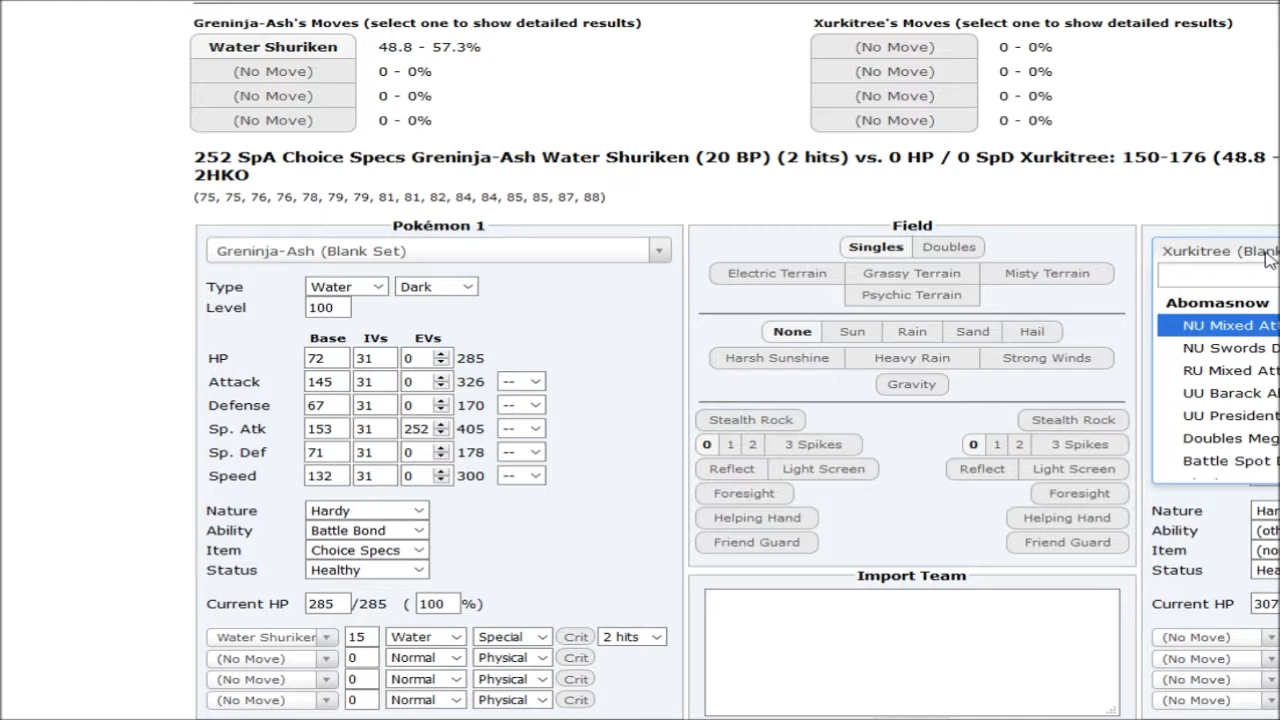 Greninja-Ash's Moves (select one to show detailed results) Xurkitree's Moves (select one to show detailed results)
Water Shuriken 48.8 - 57.3% (No Move) 0 - 0%
(No Move) 0 - 0% (No Move) 0 - 0%
(No Move) 0 - 0% (No Move) 0 - 0%
(No Move) 0 - 0% (No Move) 0 - 0%
252 SpA Choice Specs Greninja-Ash Water Shuriken (20 BP) (2 hits) vs. 0 HP / 0 SpD Xurkitree: 150-176 (48.8 -
2HKO
(75, 75, 76, 76, 78, 79, 79, 81, 81, 82, 84, 84, 85, 85, 87, 88)
Pokémon 1
Greninja-Ash (Blank Set)
Type Water Dark
Level 100
Base IVs EVs
HP 72 31 0 285
Attack 145 31 0 326 --
Defense 67 31 0 170 --
Sp. Atk 153 31 252 405 --
Sp. Def 71 31 0 178 --
Speed 132 31 0 300 --
Nature Hardy
Ability Battle Bond
Item Choice Specs
Status Healthy
Current HP 285 /285 ( 100 %)
Water Shuriken 15 Water Special Crit 2 hits
(No Move) 0 Normal Physical Crit
(No Move) 0 Normal Physical Crit
(No Move) 0 Normal Physical Crit
Field
Singles Doubles
Electric Terrain Grassy Terrain Misty Terrain
Psychic Terrain
None Sun Rain Sand Hail
Harsh Sunshine Heavy Rain Strong Winds
Gravity
Stealth Rock Stealth Rock
0 1 2 3 Spikes 0 1 2 3 Spikes
Reflect Light Screen Reflect Light Screen
Foresight Foresight
Helping Hand Helping Hand
Friend Guard Friend Guard
Import Team
Xurkitree (Blank
Abomasnow
NU Mixed Att
NU Swords D
RU Mixed Att
UU Barack A
UU President
Doubles Meg
Battle Spot
Nature Har
Ability (oth
Item (no
Status Hea
Current HP 307
(No Move)
(No Move)
(No Move)
(No Move)